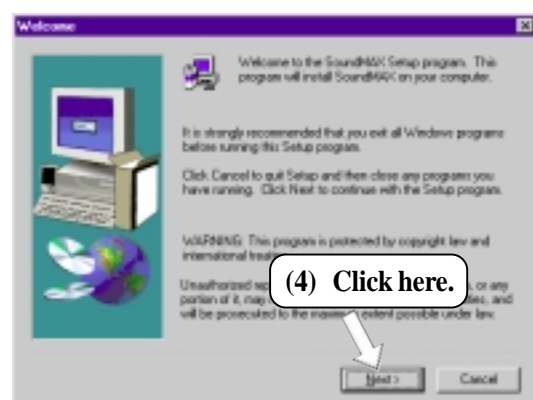 Welcome
Welcome to the SoundMAX Setup program. This
program will install SoundMAX on your computer.
It is strongly recommended that you exit all Windows programs
before running this Setup program.
Click Cancel to quit Setup and then close any programs you
have running. Click Next to continue with the Setup program.
WARNING: This program is protected by copyright law and
international
Unauthorized or any
portion of it, may and
will be prosecuted to the maximum extent possible under law.
(4) Click here.
Next >
Cancel